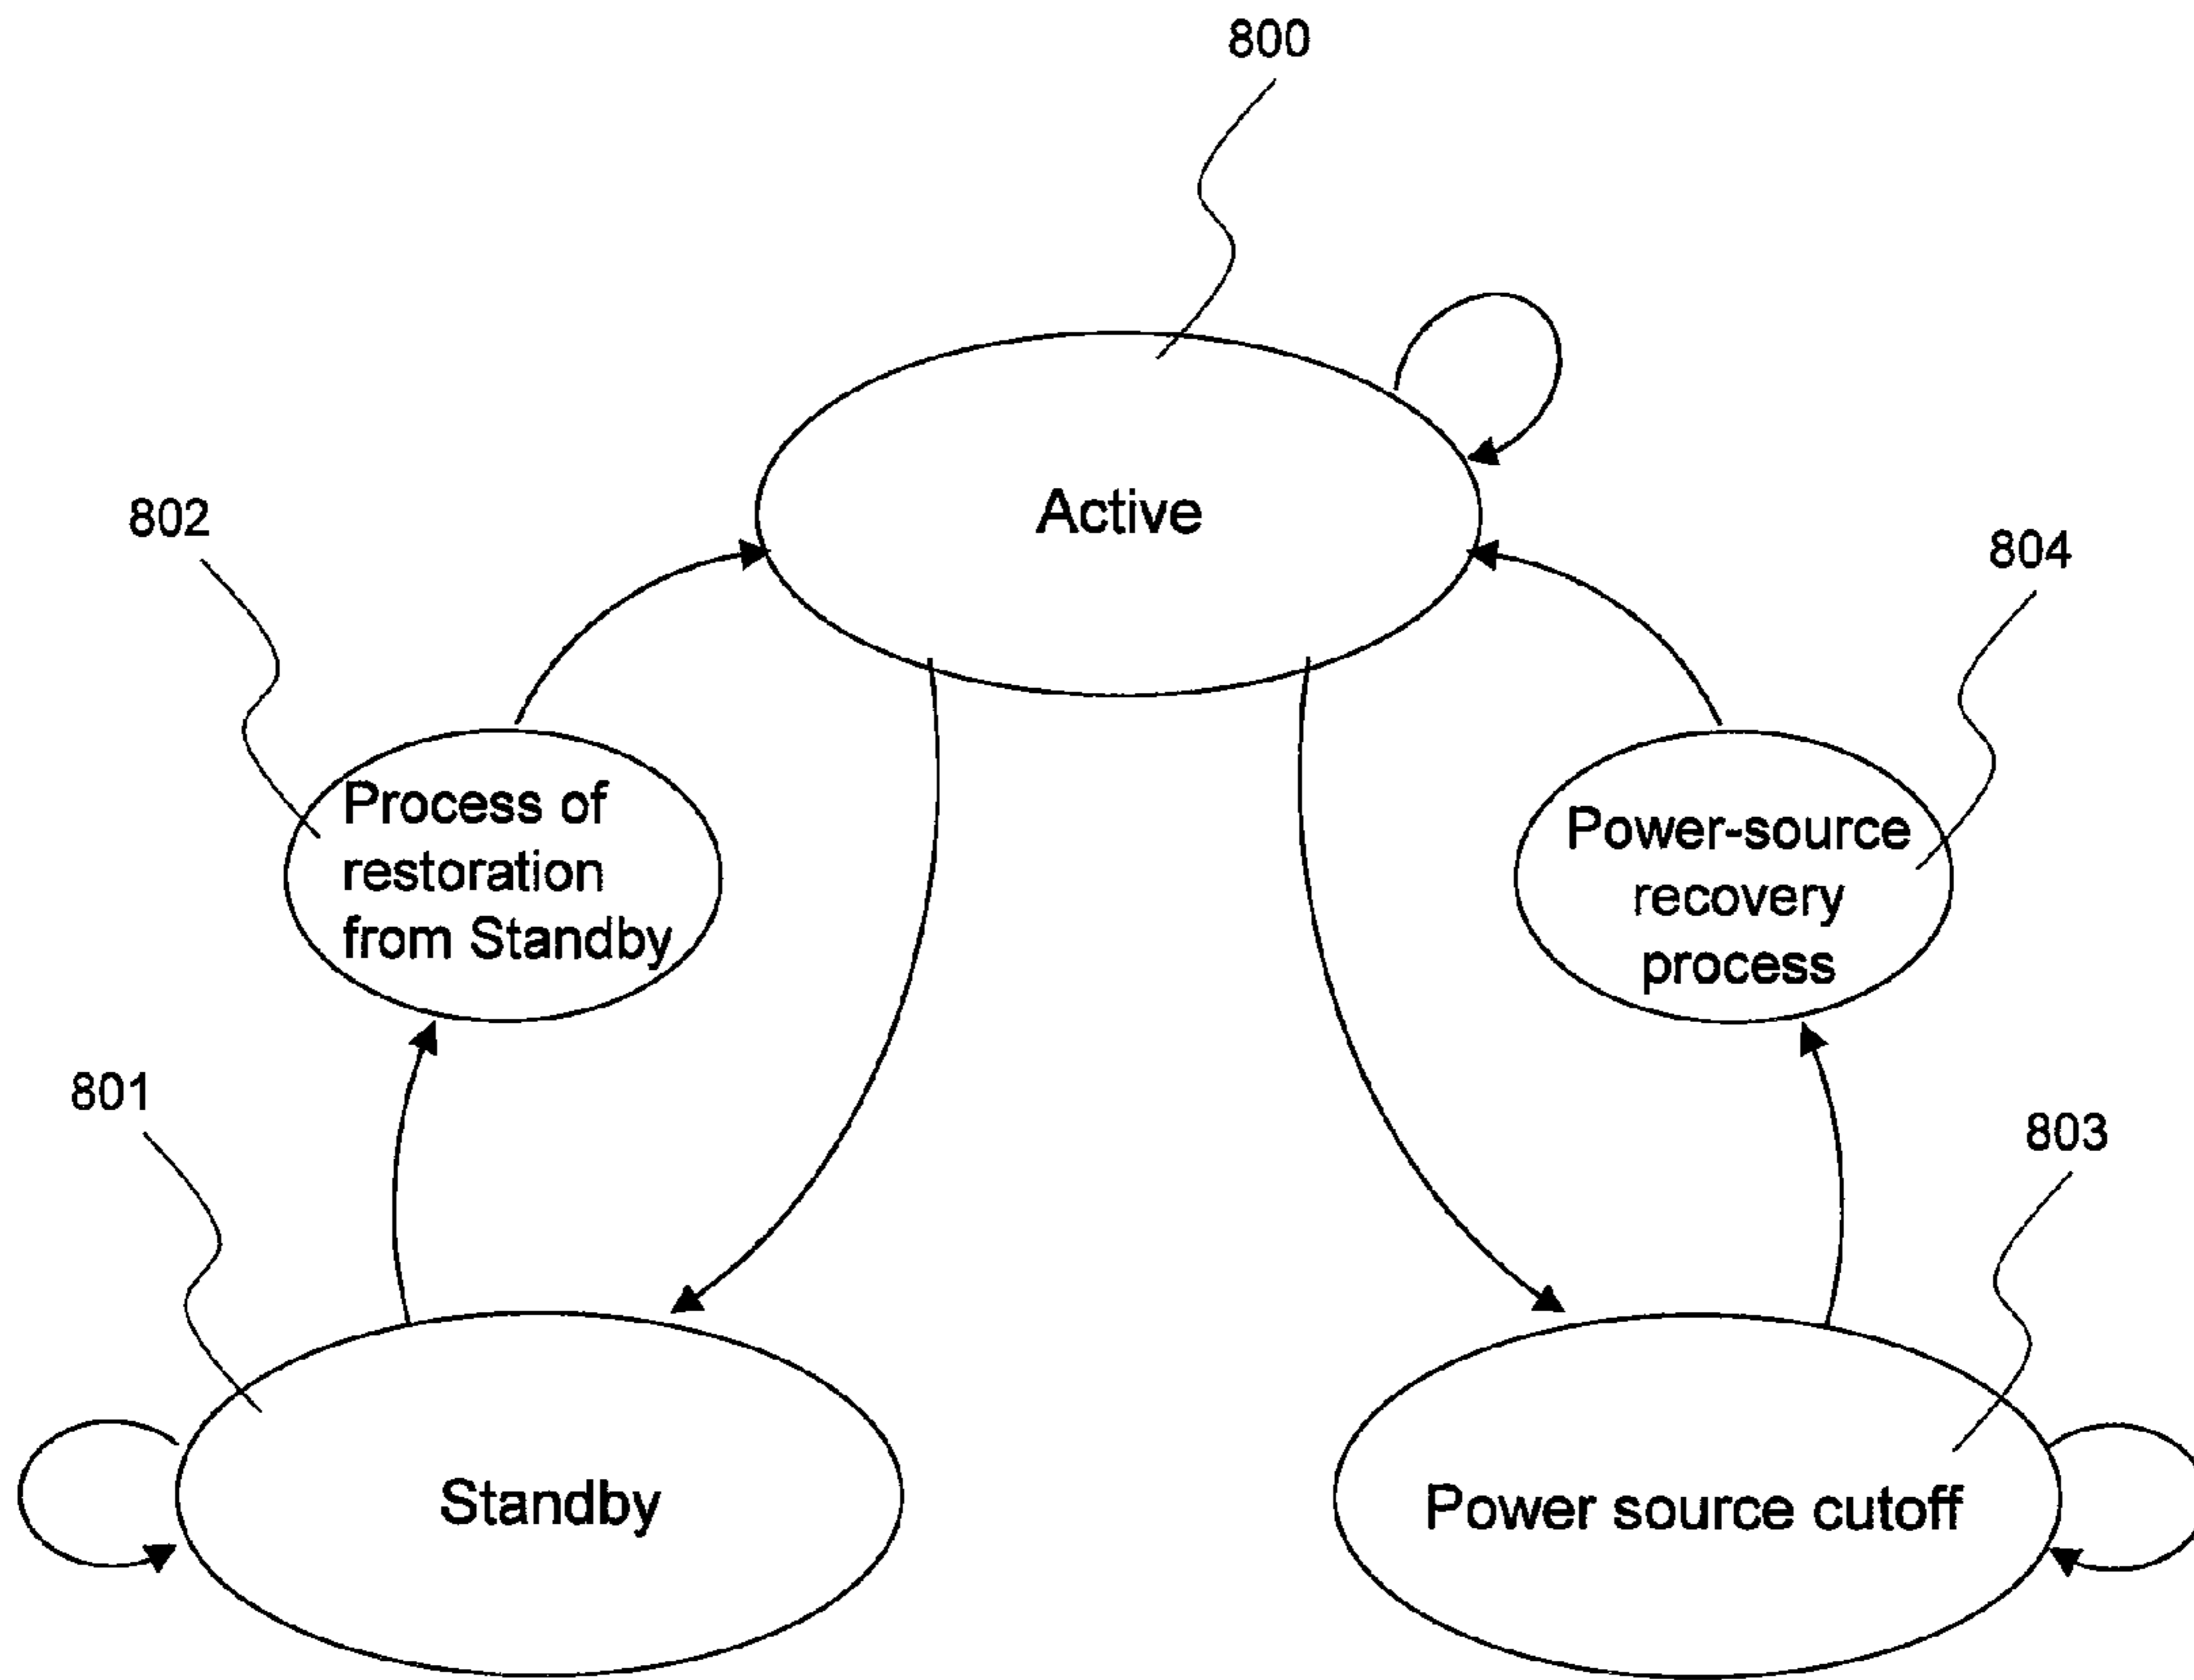 800
Active
802
804
Process of
restoration
from Standby
Power-source
recovery
process
801
803
Standby
Power source cutoff